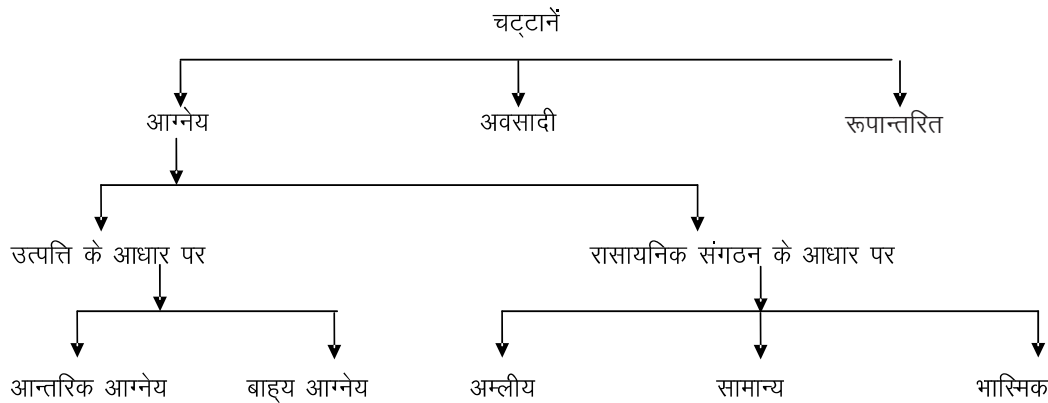 चट्टानें
आग्नेय अवसादी रूपान्तरित
उत्पत्ति के आधार पर रासायनिक संगठन के आधार पर
आन्तरिक आग्नेय बाह्य आग्नेय अम्लीय सामान्य भास्मिक